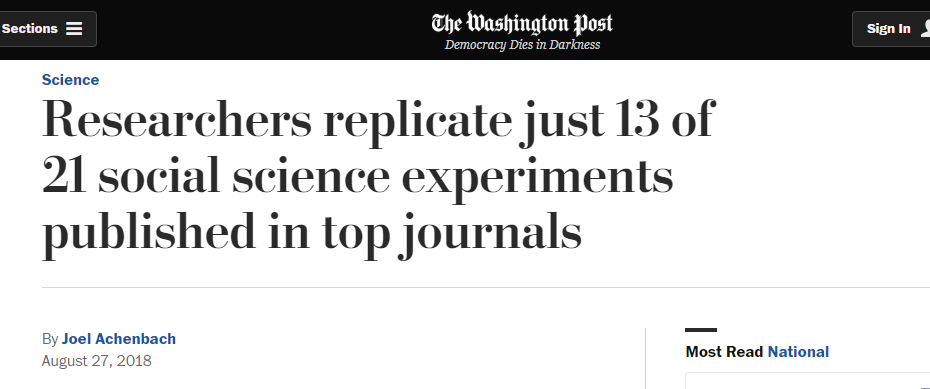 Sections
The Washington Post
Democracy Dies in Darkness
Sign In
Science
Researchers replicate just 13 of
21 social science experiments
published in top journals
By Joel Achenbach
August 27, 2018
Most Read National